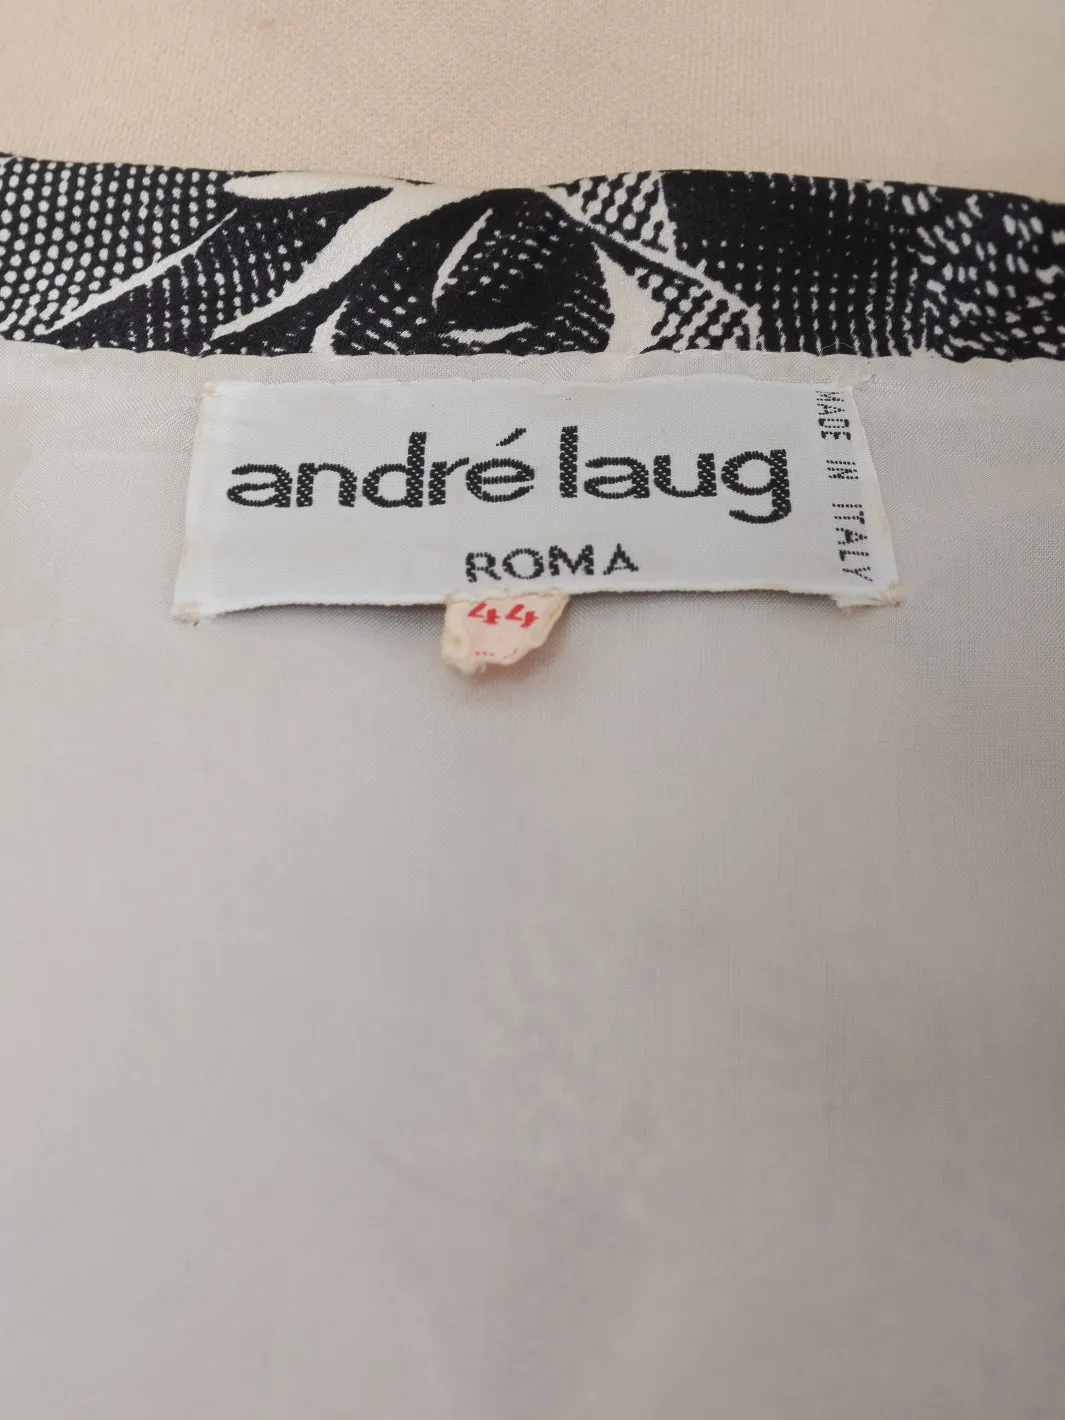 andré laug
ROMA
MADE IN ITALY
44